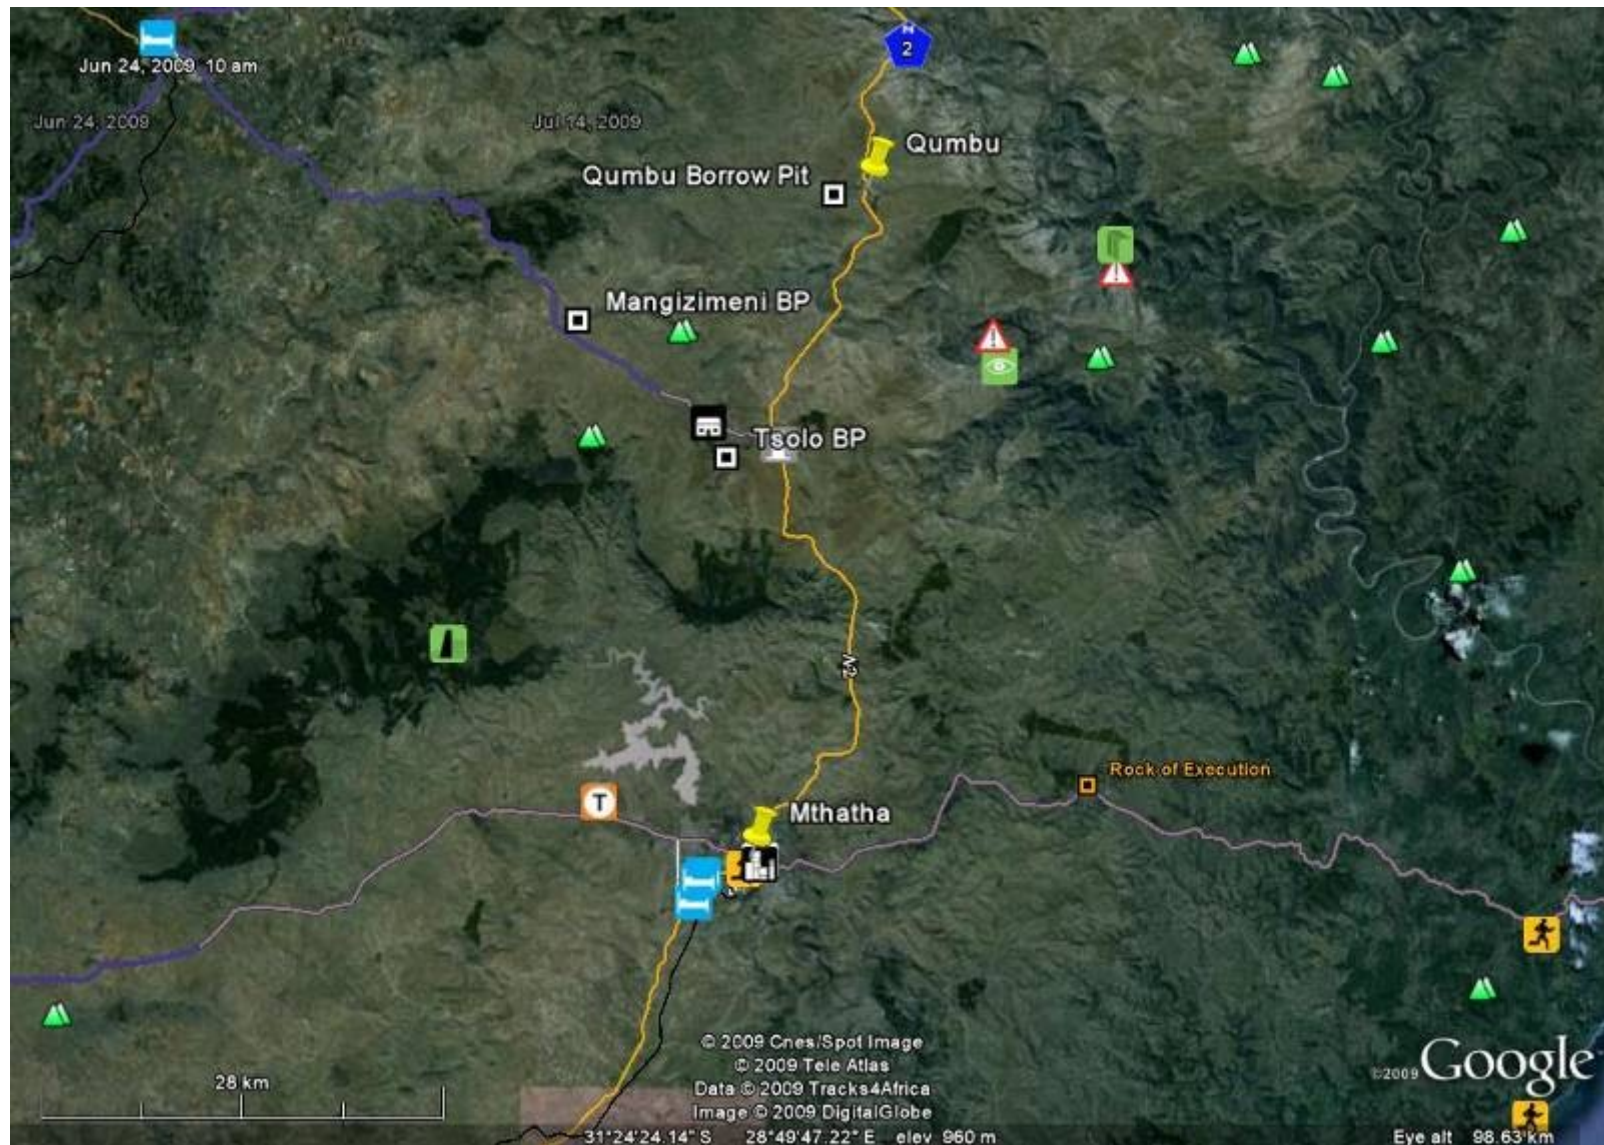 N
2
Jun 24, 2009 10 am
Jun 24, 2009
Jul 14, 2009
Qumbu
Qumbu Borrow Pit
Mangizimeni BP
Tsolo BP
N2
Rock of Execution
T
Mthatha
© 2009 Cnes/Spot Image
© 2009 Tele Atlas
Data © 2009 Tracks4Africa
Image © 2009 DigitalGlobe
©2009 Google
28 km
31°24'24.14" S 28°49'47.22" E elev 960 m
Eye alt 98.63 km